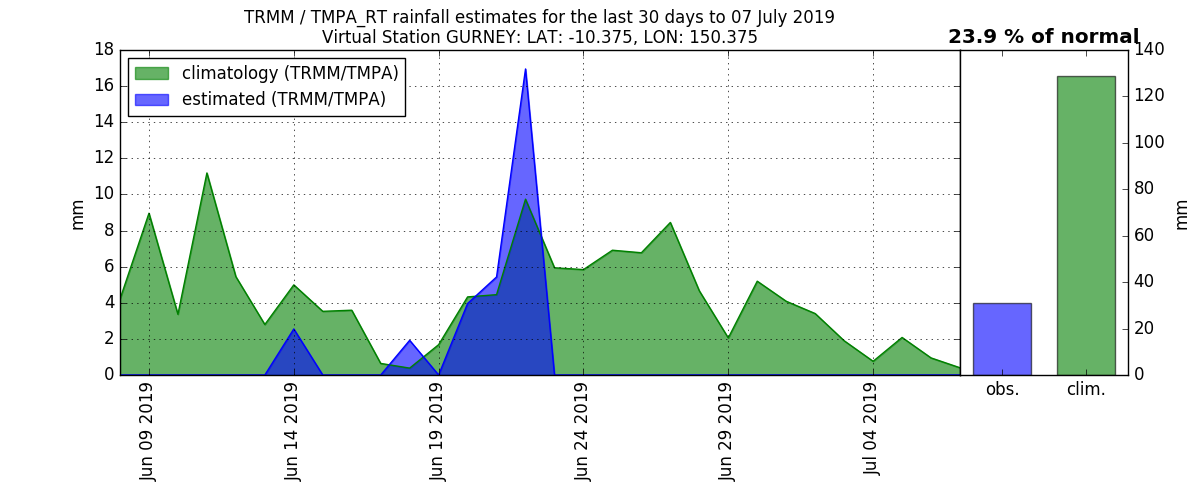 TRMM / TMPA_RT rainfall estimates for the last 30 days to 07 July 2019
Virtual Station GURNEY: LAT: -10.375, LON: 150.375
23.9 % of normal
climatology (TRMM/TMPA)
estimated (TRMM/TMPA)
18
16
14
12
10
8
6
4
2
0
mm
Jun 09 2019
Jun 14 2019
Jun 19 2019
Jun 24 2019
Jun 29 2019
Jul 04 2019
140
120
100
80
60
40
20
0
mm
obs.
clim.